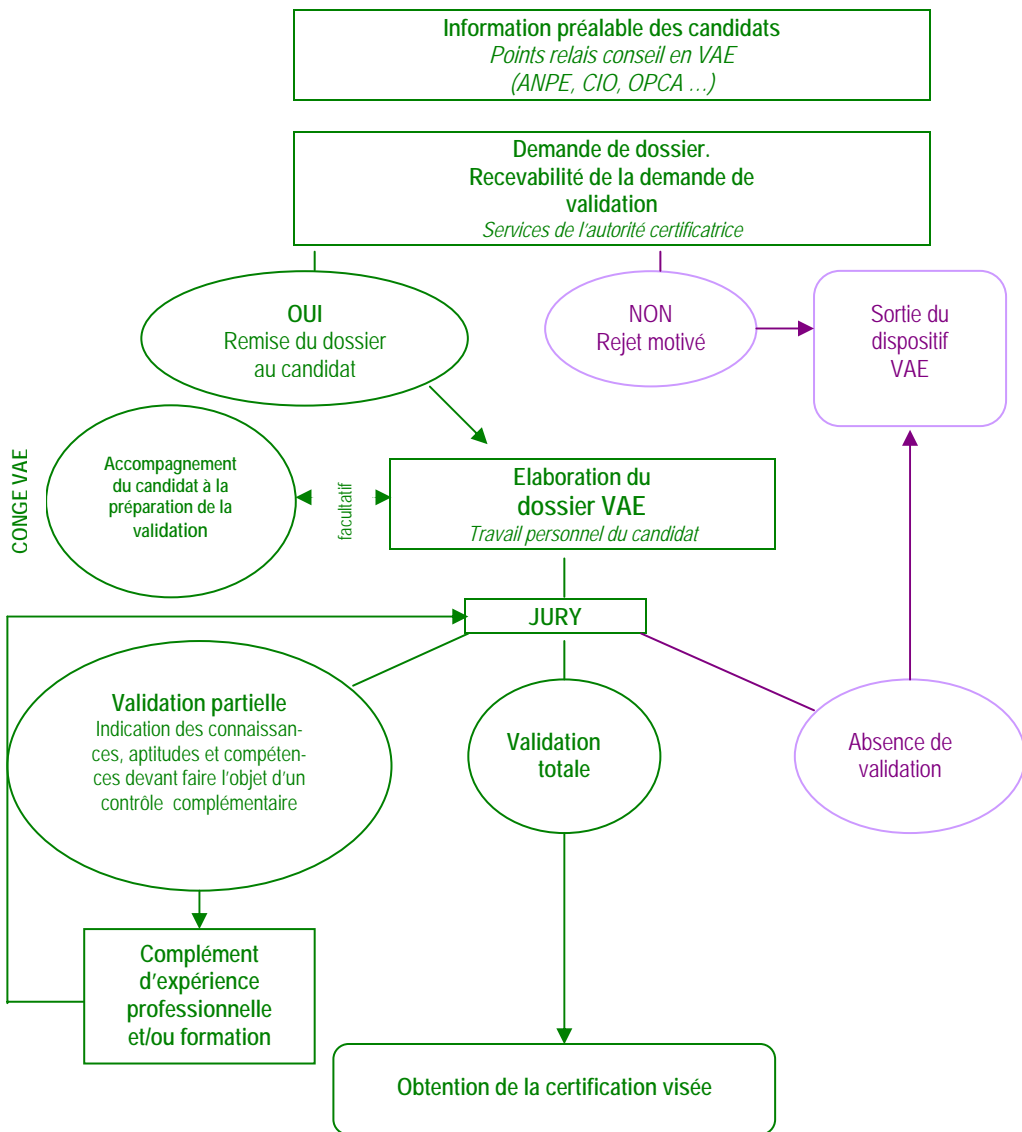 Information préalable des candidats
Points relais conseil en VAE
(ANPE, CIO, OPCA ...)
Demande de dossier.
Recevabilité de la demande de
validation
Services de l'autorité certificatrice
OUI
Remise du dossier
au candidat
NON
Rejet motivé
Sortie du
dispositif
VAE
CONGE VAE
Accompagnement
du candidat à la
préparation de la
validation
facultatif
Elaboration du
dossier VAE
Travail personnel du candidat
JURY
Validation partielle
Indication des connaissan-
ces, aptitudes et compéten-
ces devant faire l'objet d'un
contrôle complémentaire
Validation
totale
Absence de
validation
Complément
d'expérience
professionnelle
et/ou formation
Obtention de la certification visée